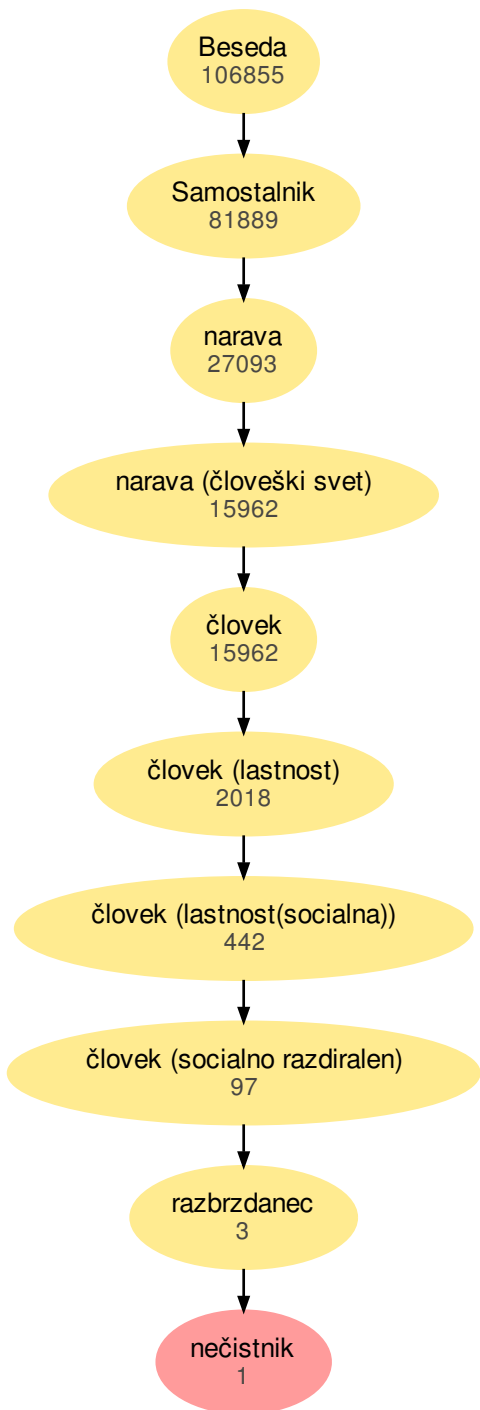 Beseda
106855
Samostalnik
81889
narava
27093
narava (človeški svet)
15962
človek
15962
človek (lastnost)
2018
človek (lastnost(socialna))
442
človek (socialno razdiralen)
97
razbrzdanec
3
nečistnik
1